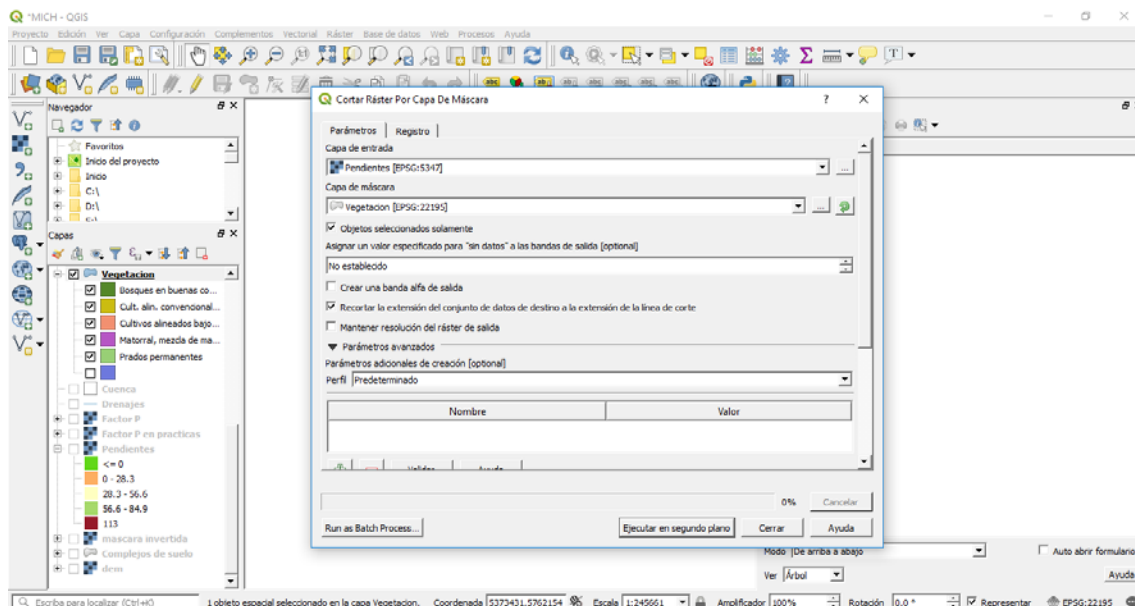 *MICH - QGIS
Proyecto Edición Ver Capa Configuración Complementos Vectorial Ráster Base de datos Web Procesos Ayuda
Navegador
Favoritos
Inicio del proyecto
Inicio
C:\
D:\
Capas
Vegetacion
Bosques en buenas co...
Cult. alin. convencional...
Cultivos alineados bajo...
Matorral, mezcla de ma...
Prados permanentes
Cuenca
Drenajes
Factor P
Factor P en practicas
Pendientes
<= 0
0 - 28.3
28.3 - 56.6
56.6 - 84.9
113
mascara invertida
Complejos de suelo
dem
Cortar Ráster Por Capa De Máscara
? X
Parámetros Registro
Capa de entrada
Pendientes [EPSG:5347]
...
Capa de máscara
Vegetacion [EPSG:22195]
...
Objetos seleccionados solamente
Asignar un valor especificado para "sin datos" a las bandas de salida [optional]
No establecido
Crear una banda alfa de salida
Recortar la extensión del conjunto de datos de destino a la extensión de la línea de corte
Mantener resolución del ráster de salida
Parámetros avanzados
Parámetros adicionales de creación [optional]
Perfil Predeterminado
Nombre Valor
Validar Ayuda
0% Cancelar
Run as Batch Process... Ejecutar en segundo plano Cerrar Ayuda
Modo De arriba a abajo Auto abrir formulario
Ver Árbol Ayuda
Escriba para localizar (Ctrl+K) 1 objeto espacial seleccionado en la capa Vegetacion. Coordenada 5373431,5762154 Escala 1:245661 Amplificador 100% Rotación 0,0 ° Representar EPSG:22195